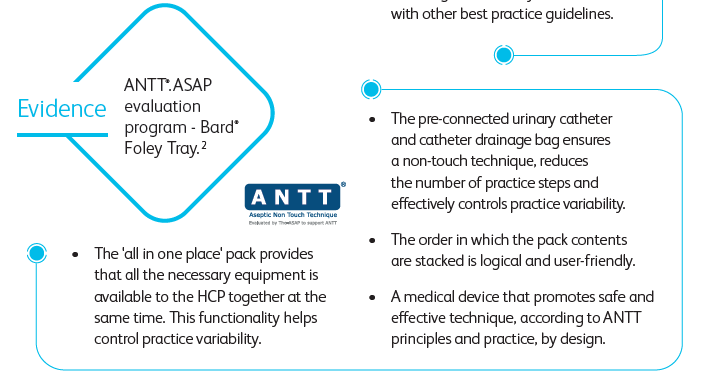 with other best practice guidelines.
Evidence
ANTT®.ASAP
evaluation
program - Bard®
Foley Tray.²
ANTT®
Aseptic Non Touch Technique
Evaluated by The-ASAP to support ANTT
• The 'all in one place' pack provides
that all the necessary equipment is
available to the HCP together at the
same time. This functionality helps
control practice variability.
• The pre-connected urinary catheter
and catheter drainage bag ensures
a non-touch technique, reduces
the number of practice steps and
effectively controls practice variability.
• The order in which the pack contents
are stacked is logical and user-friendly.
• A medical device that promotes safe and
effective technique, according to ANTT
principles and practice, by design.